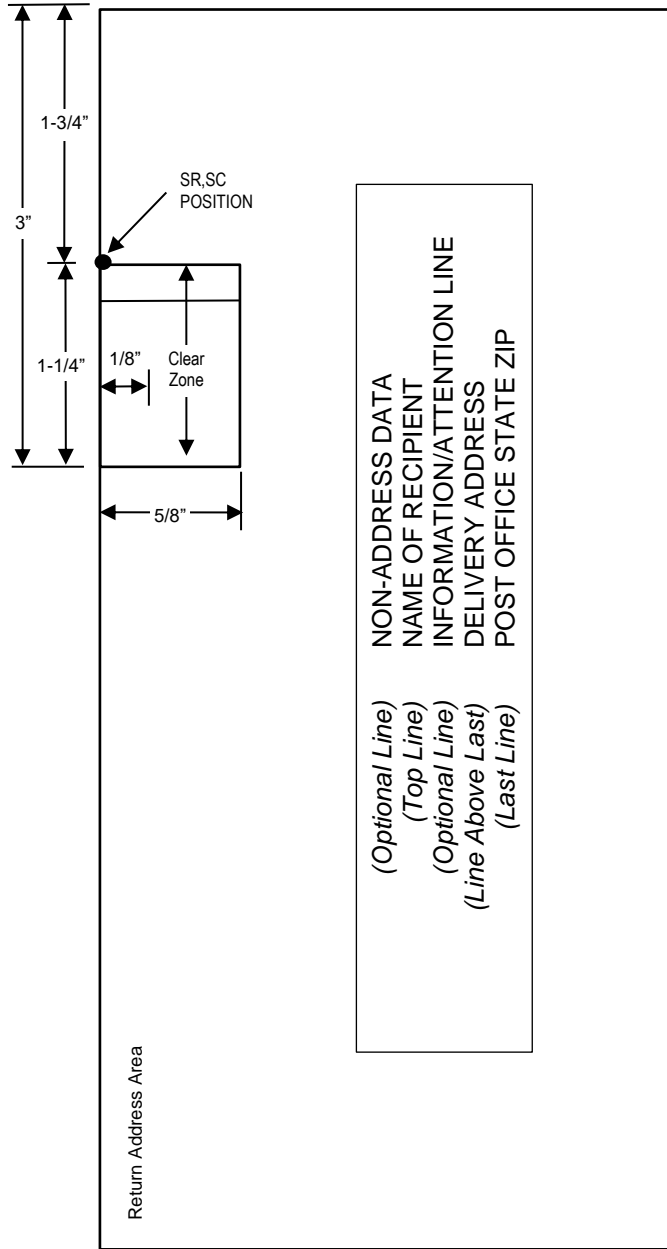 1-3/4”
3”
SR,SC
POSITION
1-1/4”
1/8”
Clear
Zone
5/8”
(Optional Line) NON-ADDRESS DATA
(Top Line) NAME OF RECIPIENT
(Optional Line) INFORMATION/ATTENTION LINE
(Line Above Last) DELIVERY ADDRESS
(Last Line) POST OFFICE STATE ZIP
Return Address Area